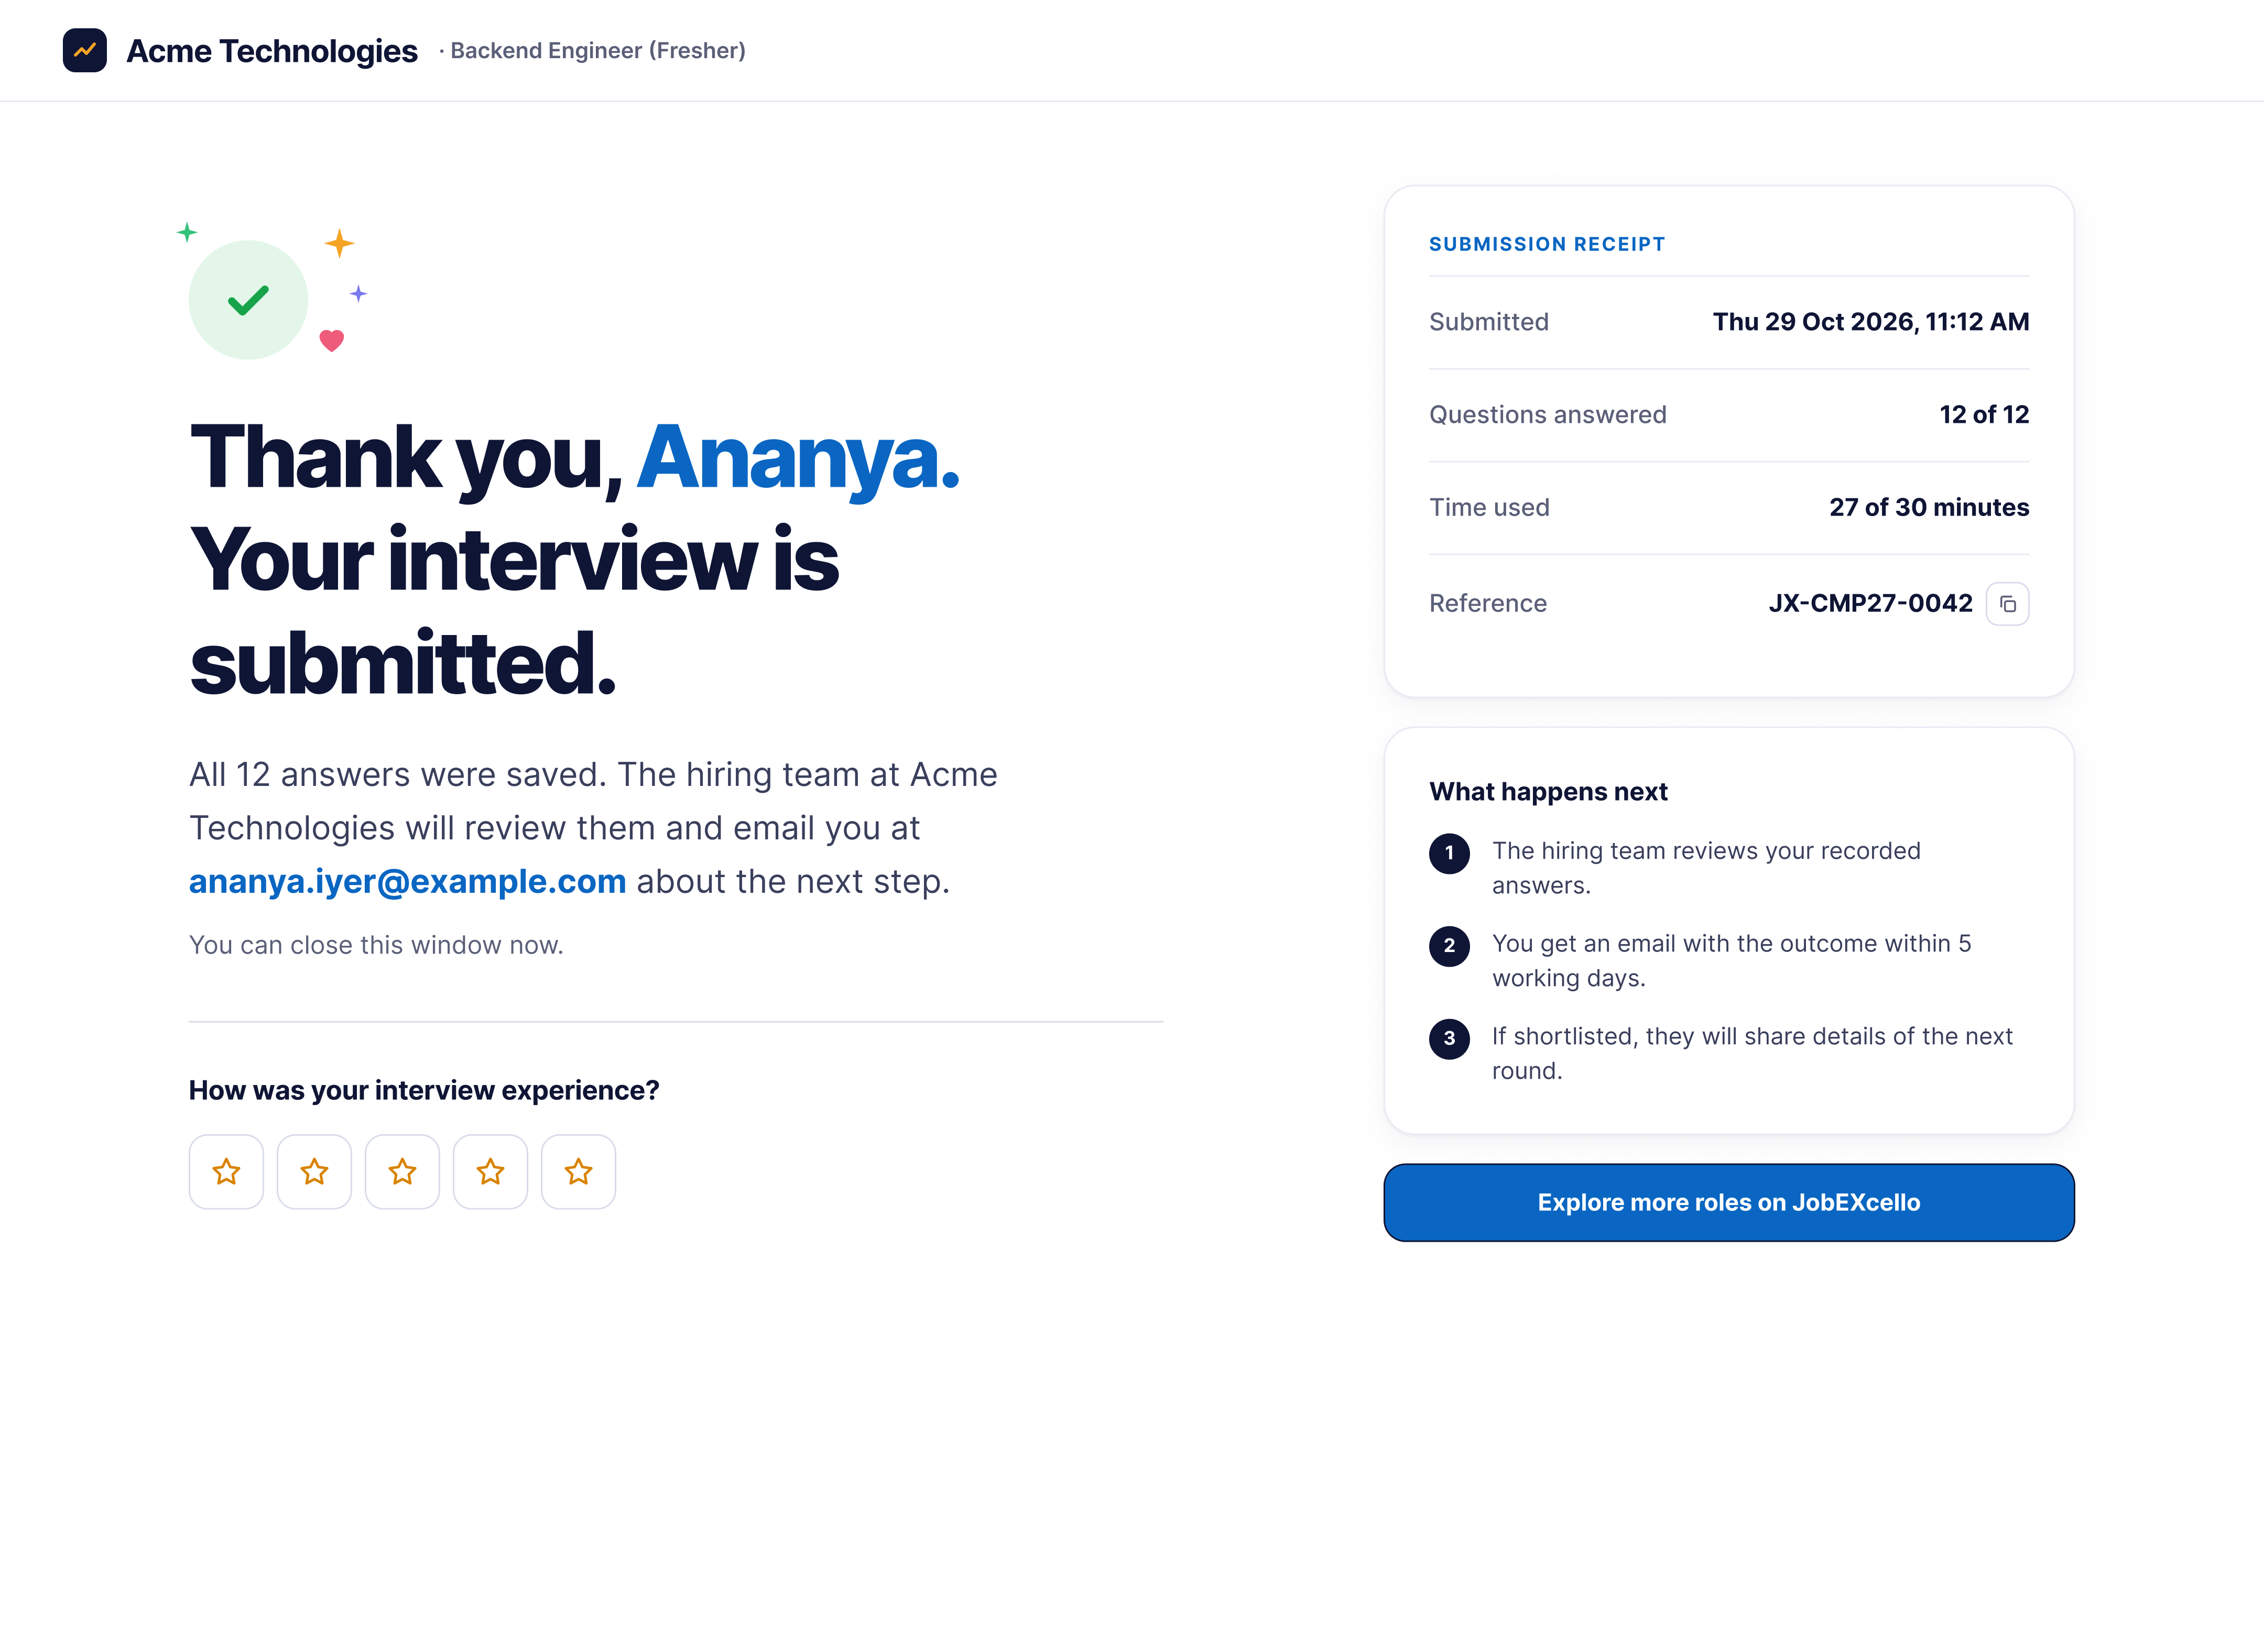 Acme Technologies · Backend Engineer (Fresher)
Thank you, Ananya.
Your interview is
submitted.
All 12 answers were saved. The hiring team at Acme
Technologies will review them and email you at
ananya.iyer@example.com about the next step.
You can close this window now.
How was your interview experience?
SUBMISSION RECEIPT
Submitted Thu 29 Oct 2026, 11:12 AM
Questions answered 12 of 12
Time used 27 of 30 minutes
Reference JX-CMP27-0042
What happens next
1 The hiring team reviews your recorded
answers.
2 You get an email with the outcome within 5
working days.
3 If shortlisted, they will share details of the next
round.
Explore more roles on JobEXcello